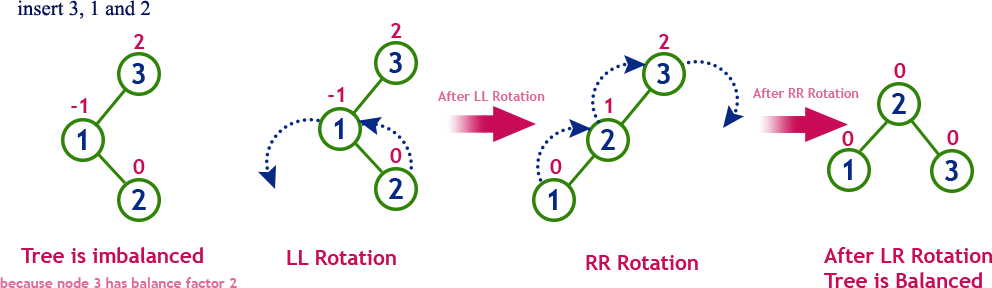 insert 3, 1 and 2
2
3
-1
1
0
2
Tree is imbalanced
because node 3 has balance factor 2
2
3
-1
1
0
2
LL Rotation
After LL Rotation
2
3
1
2
0
1
RR Rotation
After RR Rotation
0
2
0
1
0
3
After LR Rotation
Tree is Balanced